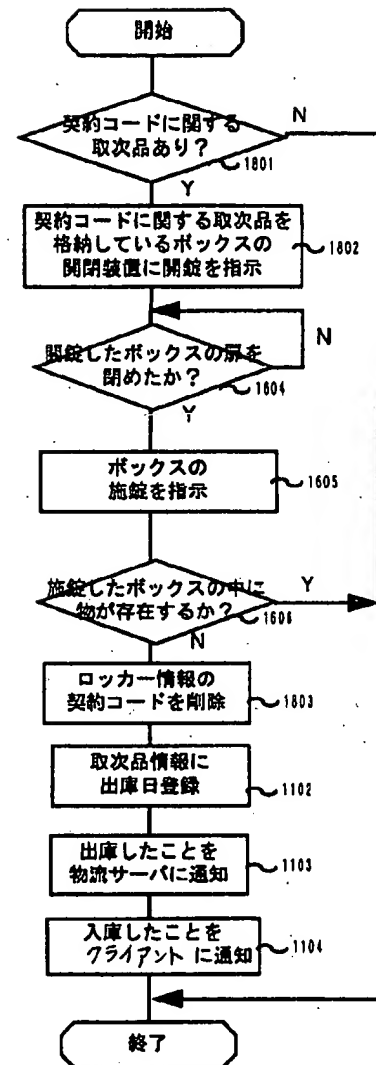 開始
契約コードに関する
取次品あり?
N
1801
Y
契約コードに関する取次品を
格納しているボックスの
開閉装置に開錠を指示
1802
N
開錠したボックスの扉を
閉めたか?
1604
Y
ボックスの
施錠を指示
1605
施錠したボックスの中に
物が存在するか?
Y
1606
N
ロッカー情報の
契約コードを削除
1803
取次品情報に
出庫日登録
1102
出庫したことを
物流サーバに通知
1103
入庫したことを
クライアントに通知
1104
終了